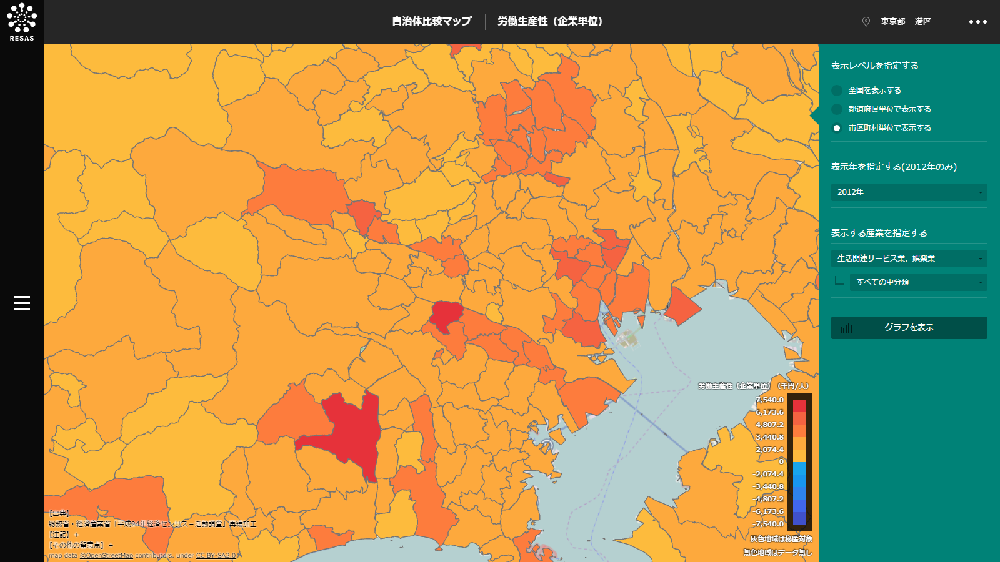 RESAS
自治体比較マップ
労働生産性（企業単位）
東京都 港区
表示レベルを指定する
全国を表示する
都道府県単位で表示する
市区町村単位で表示する
表示年を指定する(2012年のみ)
2012年
表示する産業を指定する
生活関連サービス業，娯楽業
すべての中分類
グラフを表示
労働生産性（企業単位）（千円/人）
7,540.0
6,173.6
4,807.2
3,440.8
2,074.4
0
-2,074.4
-3,440.8
-4,807.2
-6,173.6
-7,540.0
灰色地域は秘匿対象
無色地域はデータ無し
【出典】
総務省・経済産業省「平成24年経済センサス－活動調査」再編加工
【注記】+
【その他の留意点】+
map data ©OpenStreetMap contributors. under CC BY-SA2.0